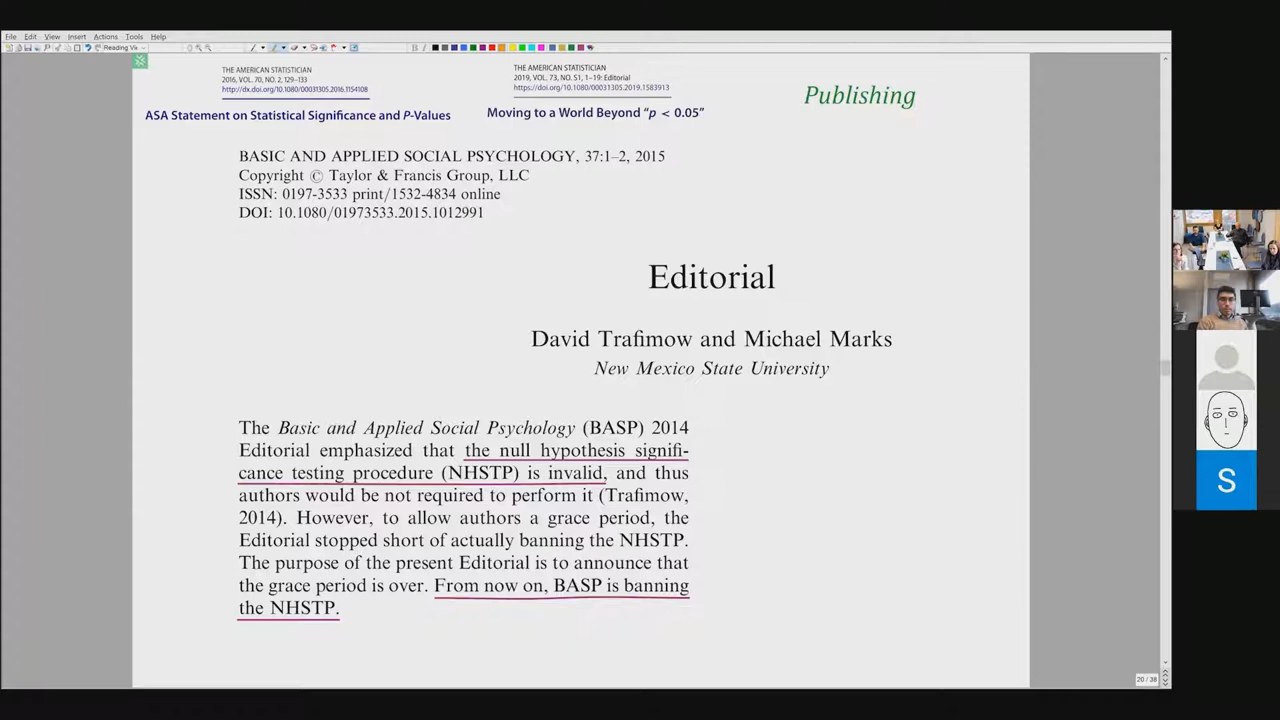 File Edit View Insert Actions Tools Help
Reading Vie
THE AMERICAN STATISTICIAN
2016, VOL. 70, NO. 2, 129–133
http://dx.doi.org/10.1080/00031305.2016.1154108
ASA Statement on Statistical Significance and P-Values
THE AMERICAN STATISTICIAN
2019, VOL. 73, NO. S1, 1–19: Editorial
https://doi.org/10.1080/00031305.2019.1583913
Moving to a World Beyond “p < 0.05”
Publishing
BASIC AND APPLIED SOCIAL PSYCHOLOGY, 37:1–2, 2015
Copyright © Taylor & Francis Group, LLC
ISSN: 0197-3533 print/1532-4834 online
DOI: 10.1080/01973533.2015.1012991
Editorial
David Trafimow and Michael Marks
New Mexico State University
The Basic and Applied Social Psychology (BASP) 2014
Editorial emphasized that the null hypothesis signifi-
cance testing procedure (NHSTP) is invalid, and thus
authors would be not required to perform it (Trafimow,
2014). However, to allow authors a grace period, the
Editorial stopped short of actually banning the NHSTP.
The purpose of the present Editorial is to announce that
the grace period is over. From now on, BASP is banning
the NHSTP.
20 / 38
S